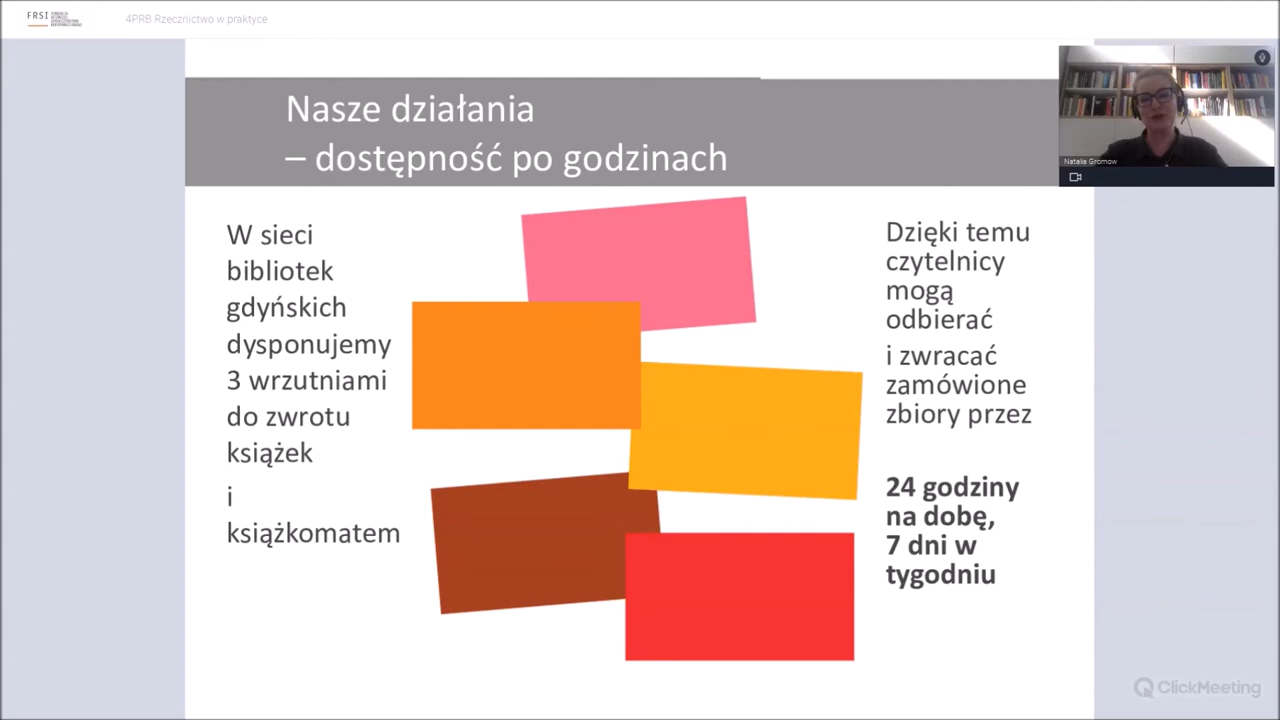 FRSI
4PRB Rzecznictwo w praktyce
Natalia Gromow
Nasze działania
– dostępność po godzinach
W sieci
bibliotek
gdyńskich
dysponujemy
3 wrzutniami
do zwrotu
książek
i
książkomatem
Dzięki temu
czytelnicy
mogą
odbierać
i zwracać
zamówione
zbiory przez
24 godziny
na dobę,
7 dni w
tygodniu
ClickMeeting